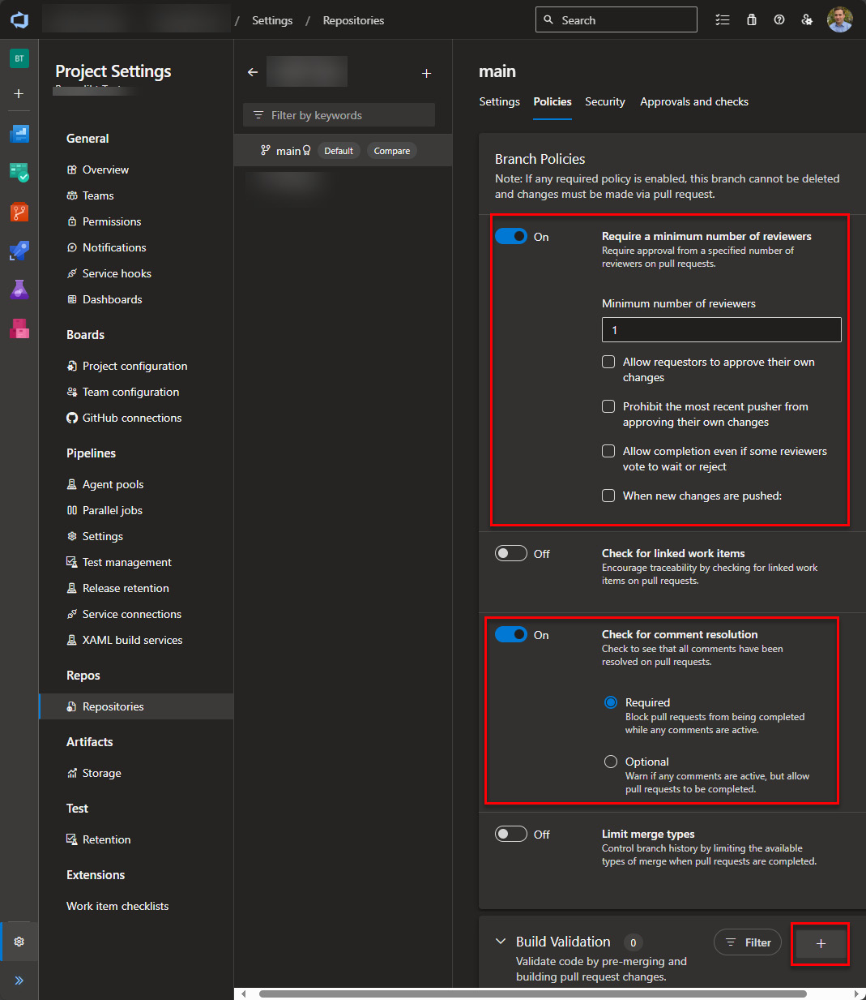 / Settings / Repositories
Search
BT
Project Settings
General
Overview
Teams
Permissions
Notifications
Service hooks
Dashboards
Boards
Project configuration
Team configuration
GitHub connections
Pipelines
Agent pools
Parallel jobs
Settings
Test management
Release retention
Service connections
XAML build services
Repos
Repositories
Artifacts
Storage
Test
Retention
Extensions
Work item checklists
Filter by keywords
main Default Compare
main
Settings Policies Security Approvals and checks
Branch Policies
Note: If any required policy is enabled, this branch cannot be deleted
and changes must be made via pull request.
On
Require a minimum number of reviewers
Require approval from a specified number of
reviewers on pull requests.
Minimum number of reviewers
1
Allow requestors to approve their own
changes
Prohibit the most recent pusher from
approving their own changes
Allow completion even if some reviewers
vote to wait or reject
When new changes are pushed:
Off
Check for linked work items
Encourage traceability by checking for linked work
items on pull requests.
On
Check for comment resolution
Check to see that all comments have been
resolved on pull requests.
Required
Block pull requests from being completed
while any comments are active.
Optional
Warn if any comments are active, but allow
pull requests to be completed.
Off
Limit merge types
Control branch history by limiting the available
types of merge when pull requests are completed.
Build Validation 0
Filter
Validate code by pre-merging and
building pull request changes.